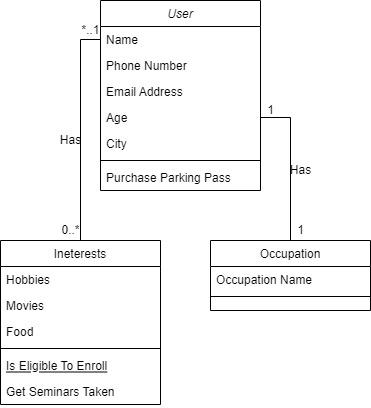 User
*..1
Name
Phone Number
Email Address
Age
City
Purchase Parking Pass
1
Has
Has
0..*
1
Ineterests
Hobbies
Movies
Food
Is Eligible To Enroll
Get Seminars Taken
Occupation
Occupation Name